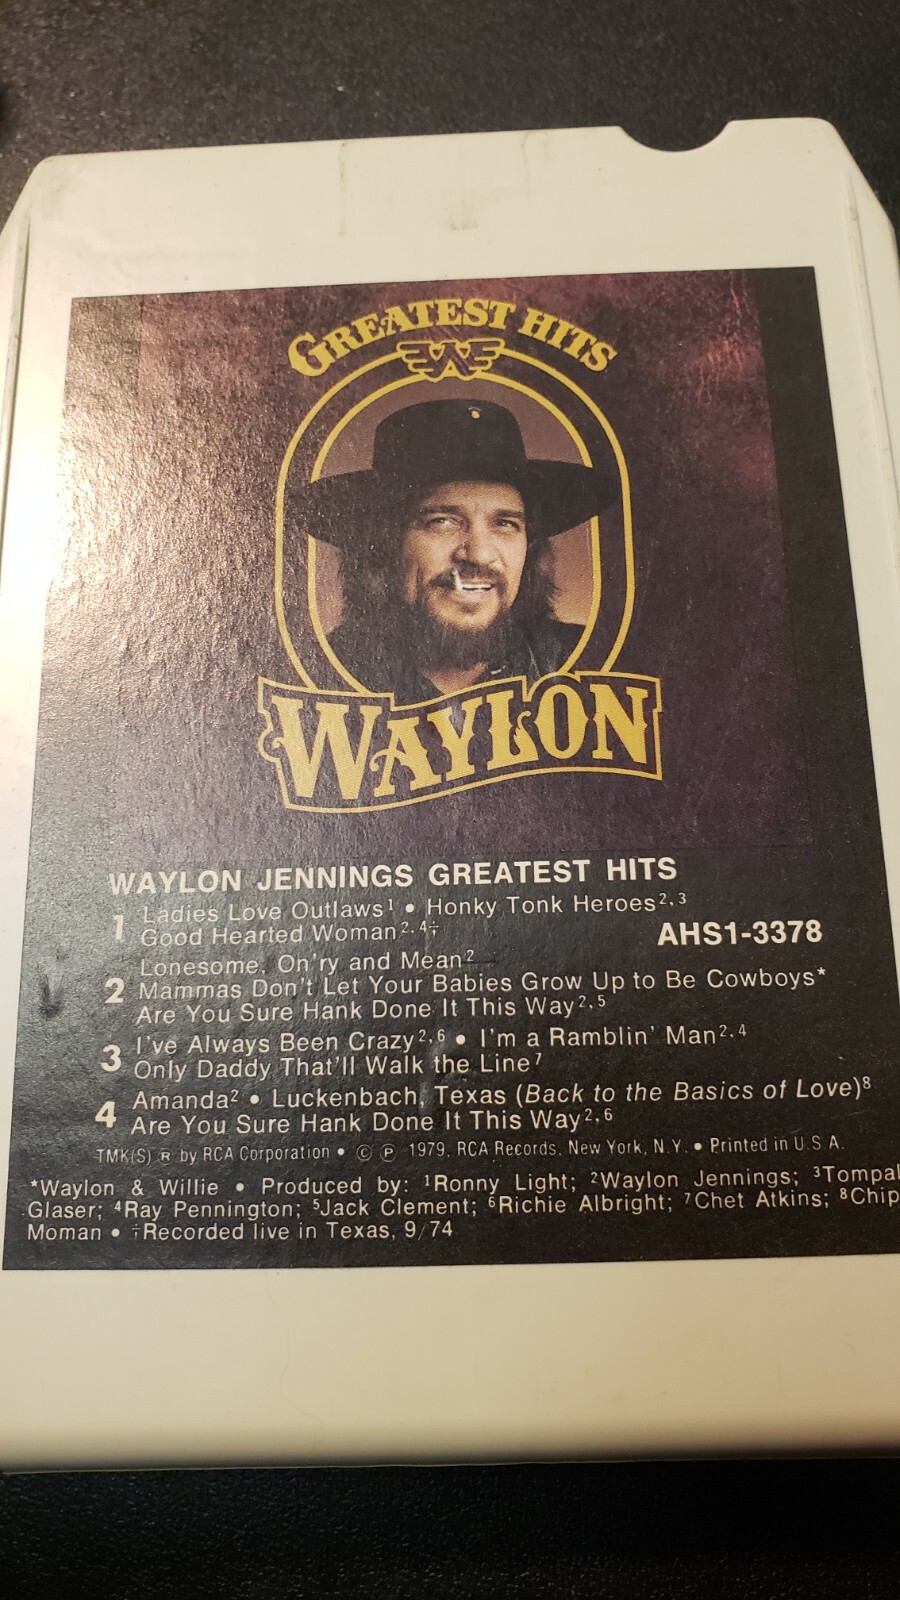 GREATEST HITS
W
WAYLON
WAYLON JENNINGS GREATEST HITS
1 Ladies Love Outlaws¹ • Honky Tonk Heroes²,³
Good Hearted Woman²,⁴†
AHS1-3378
Lonesome, On'ry and Mean²
2 Mammas Don't Let Your Babies Grow Up to Be Cowboys*
Are You Sure Hank Done It This Way²,⁵
3 I've Always Been Crazy²,⁶ • I'm a Ramblin' Man²,⁴
Only Daddy That'll Walk the Line⁷
4 Amanda² • Luckenbach, Texas (Back to the Basics of Love)⁸
Are You Sure Hank Done It This Way²,⁶
TMK(S) ® by RCA Corporation • © ℗ 1979, RCA Records, New York, N.Y. • Printed in U.S.A.
*Waylon & Willie • Produced by: ¹Ronny Light; ²Waylon Jennings; ³Tompal
Glaser; ⁴Ray Pennington; ⁵Jack Clement; ⁶Richie Albright; ⁷Chet Atkins; ⁸Chip
Moman • †Recorded live in Texas, 9/74